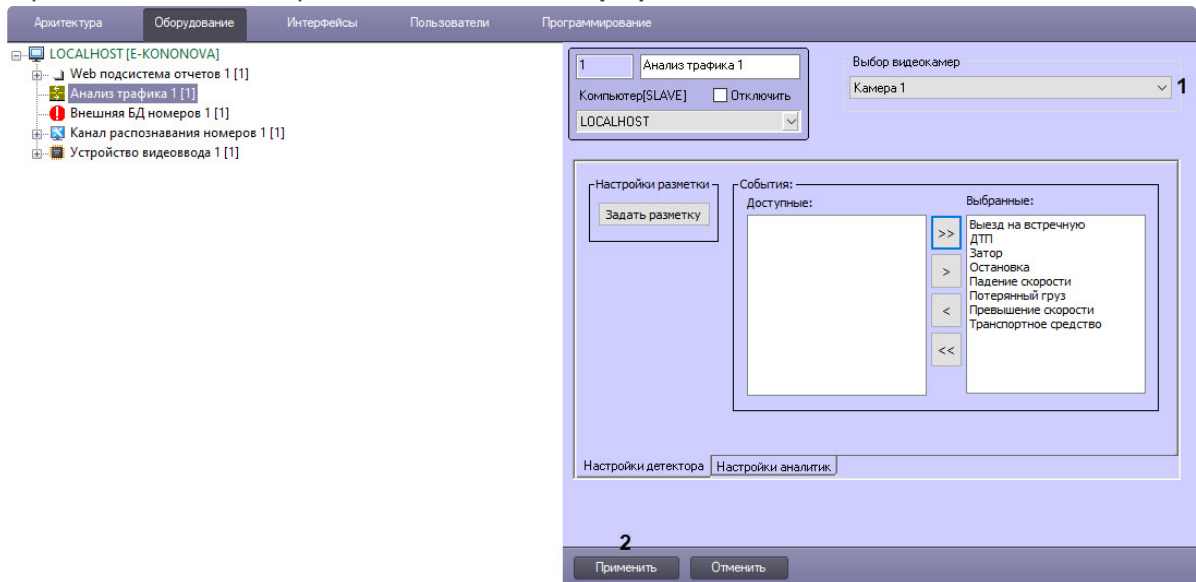 Архитектура Оборудование Интерфейсы Пользователи Программирование
LOCALHOST [E-KONONOVA]
Web подсистема отчетов 1 [1]
Анализ трафика 1 [1]
Внешняя БД номеров 1 [1]
Канал распознавания номеров 1 [1]
Устройство видеоввода 1 [1]
1 Анализ трафика 1
Компьютер[SLAVE] Отключить
LOCALHOST
Выбор видеокамер
Камера 1 1
Настройки разметки
Задать разметку
События:
Доступные:
>>
>
<
<<
Выбранные:
Выезд на встречную
ДТП
Затор
Остановка
Падение скорости
Потерянный груз
Превышение скорости
Транспортное средство
Настройки детектора Настройки аналитик
2
Применить Отменить